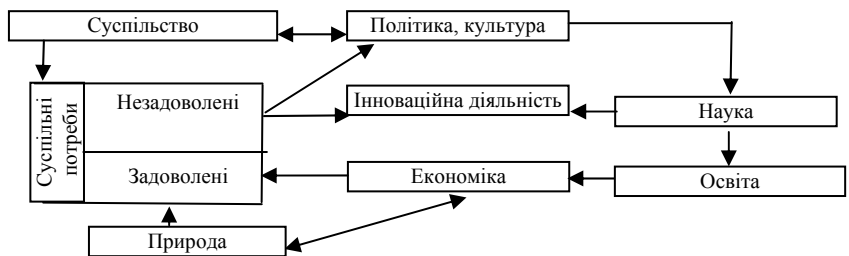 Суспільство
Політика, культура
Суспільні
потреби
Незадоволені
Інноваційна діяльність
Наука
Задоволені
Економіка
Освіта
Природа